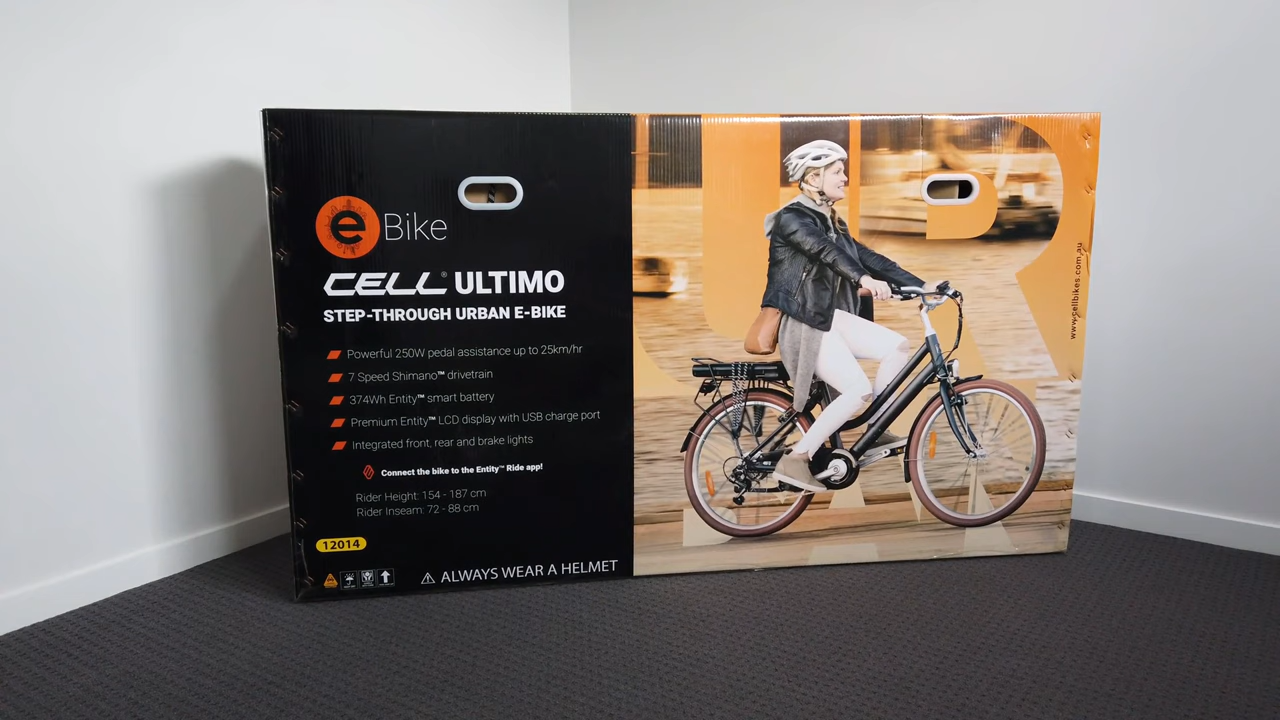 e Bike
CELL® ULTIMO
STEP-THROUGH URBAN E-BIKE
Powerful 250W pedal assistance up to 25km/hr
7 Speed Shimano™ drivetrain
374Wh Entity™ smart battery
Premium Entity™ LCD display with USB charge port
Integrated front, rear and brake lights
Connect the bike to the Entity™ Ride app!
Rider Height: 154 - 187 cm
Rider Inseam: 72 - 88 cm
12014
ALWAYS WEAR A HELMET
UR
www.cellbikes.com.au